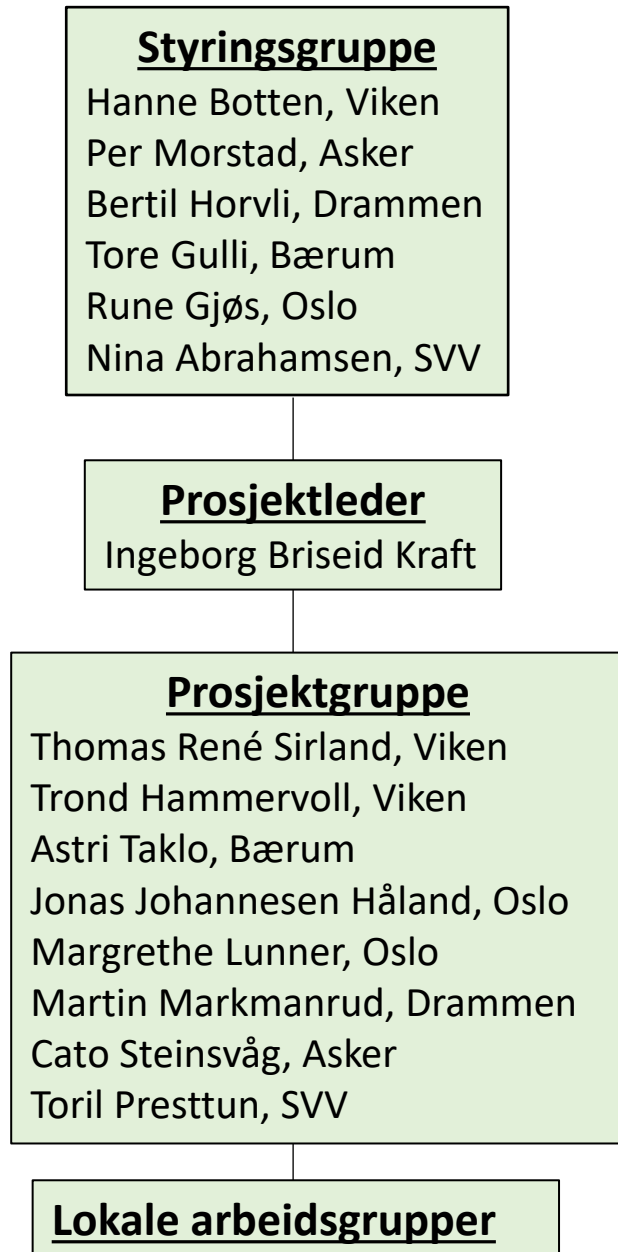 Styringsgruppe
Hanne Botten, Viken
Per Morstad, Asker
Bertil Horvli, Drammen
Tore Gulli, Bærum
Rune Gjøs, Oslo
Nina Abrahamsen, SVV
Prosjektleder
Ingeborg Briseid Kraft
Prosjektgruppe
Thomas René Sirland, Viken
Trond Hammervoll, Viken
Astri Taklo, Bærum
Jonas Johannesen Håland, Oslo
Margrethe Lunner, Oslo
Martin Markmanrud, Drammen
Cato Steinsvåg, Asker
Toril Presttun, SVV
Lokale arbeidsgrupper